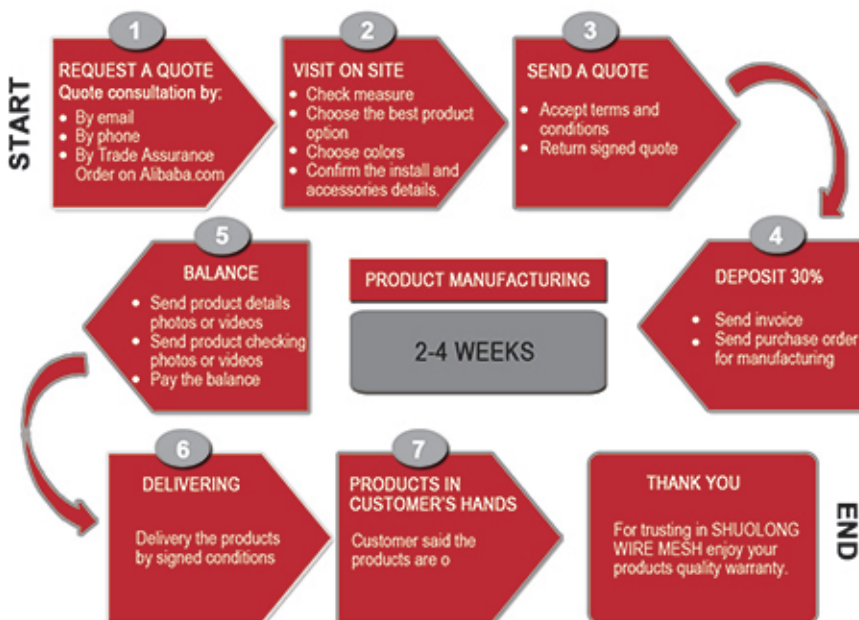 START
1
REQUEST A QUOTE
Quote consultation by:
• By email
• By phone
• By Trade Assurance
Order on Alibaba.com
2
VISIT ON SITE
• Check measure
• Choose the best product
option
• Choose colors
• Confirm the install and
accessories details.
3
SEND A QUOTE
• Accept terms and
conditions
• Return signed quote
4
DEPOSIT 30%
• Send invoice
• Send purchase order
for manufacturing
PRODUCT MANUFACTURING
2-4 WEEKS
5
BALANCE
• Send product details
photos or videos
• Send product checking
photos or videos
• Pay the balance
6
DELIVERING
Delivery the products
by signed conditions
7
PRODUCTS IN
CUSTOMER'S HANDS
Customer said the
products are o
THANK YOU
For trusting in SHUOLONG
WIRE MESH enjoy your
products quality warranty.
END